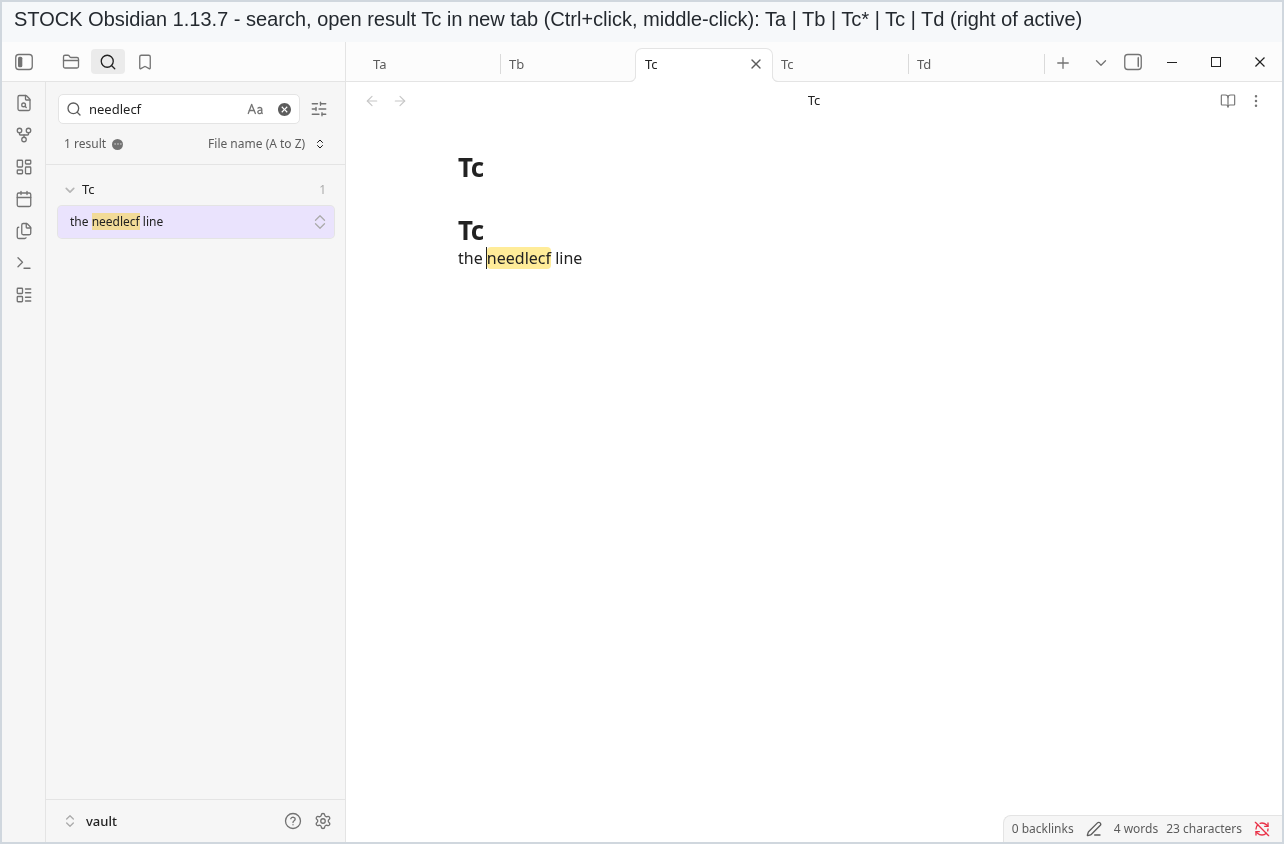 STOCK Obsidian 1.13.7 - search, open result Tc in new tab (Ctrl+click, middle-click): Ta | Tb | Tc* | Tc | Td (right of active)
Ta Tb Tc Tc Td
needlecf Aa
Tc
1 result File name (A to Z)
Tc 1
the needlecf line
Tc
Tc
the needlecf line
vault
0 backlinks 4 words 23 characters